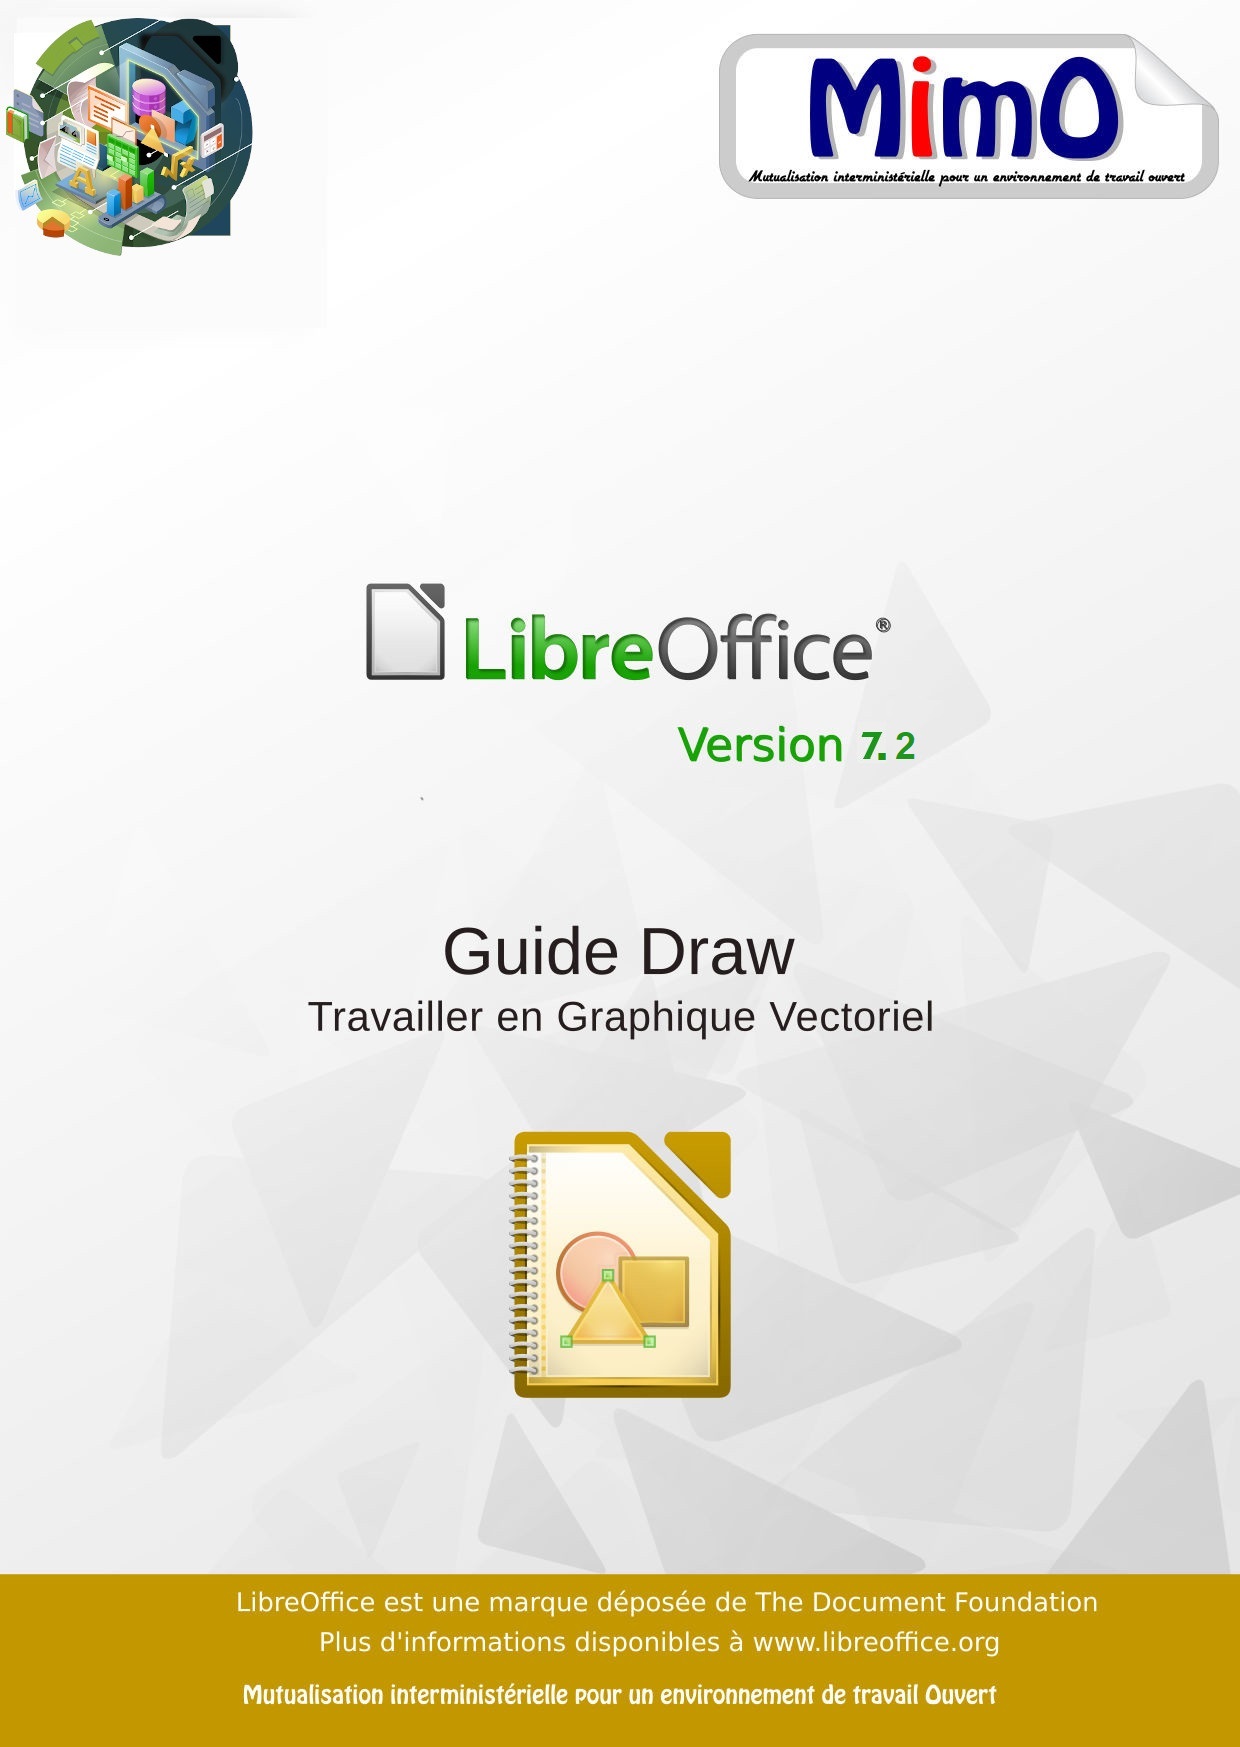 MimO
Mutualisation interministérielle pour un environnement de travail ouvert
LibreOffice®
Version 7.2
Guide Draw
Travailler en Graphique Vectoriel
LibreOffice est une marque déposée de The Document Foundation
Plus d'informations disponibles à www.libreoffice.org
Mutualisation interministérielle pour un environnement de travail Ouvert